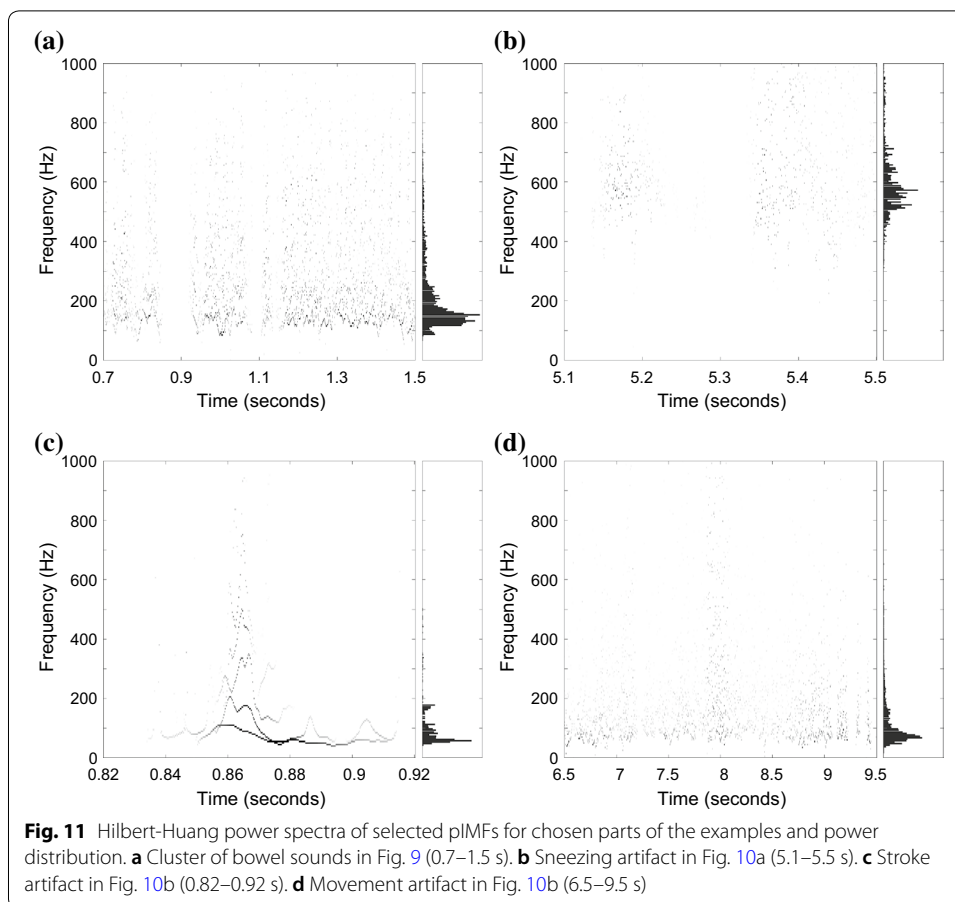 (a)
1000
800
600
400
200
0
Frequency (Hz)
0.7 0.9 1.1 1.3 1.5
Time (seconds)
(b)
1000
800
600
400
200
0
Frequency (Hz)
5.1 5.2 5.3 5.4 5.5
Time (seconds)
(c)
1000
800
600
400
200
0
Frequency (Hz)
0.82 0.84 0.86 0.88 0.9 0.92
Time (seconds)
(d)
1000
800
600
400
200
0
Frequency (Hz)
6.5 7 7.5 8 8.5 9 9.5
Time (seconds)
Fig. 11 Hilbert-Huang power spectra of selected pIMFs for chosen parts of the examples and power
distribution. a Cluster of bowel sounds in Fig. 9 (0.7–1.5 s). b Sneezing artifact in Fig. 10a (5.1–5.5 s). c Stroke
artifact in Fig. 10b (0.82–0.92 s). d Movement artifact in Fig. 10b (6.5–9.5 s)